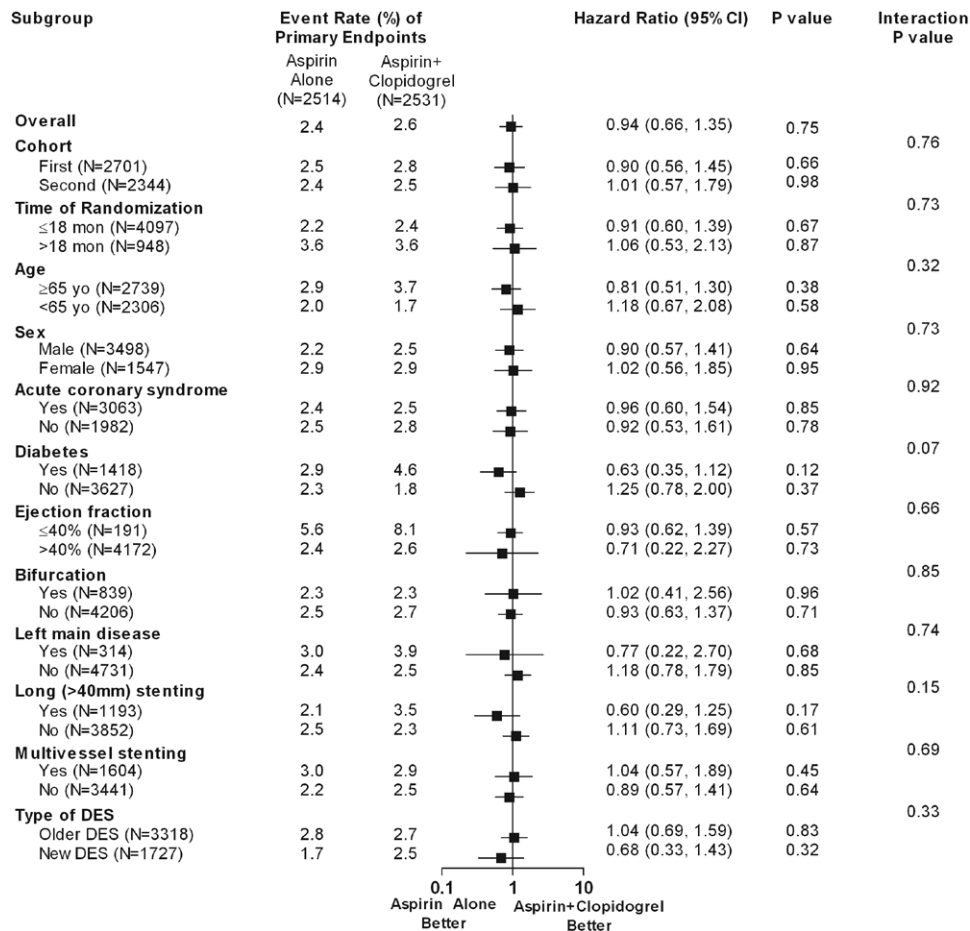 Subgroup Event Rate (%) of Primary Endpoints Hazard Ratio (95% CI) P value Interaction P value
Aspirin Alone (N=2514) Aspirin+ Clopidogrel (N=2531)
Overall 2.4 2.6 0.94 (0.66, 1.35) 0.75
Cohort 0.76
First (N=2701) 2.5 2.8 0.90 (0.56, 1.45) 0.66
Second (N=2344) 2.4 2.5 1.01 (0.57, 1.79) 0.98
Time of Randomization 0.73
≤18 mon (N=4097) 2.2 2.4 0.91 (0.60, 1.39) 0.67
>18 mon (N=948) 3.6 3.6 1.06 (0.53, 2.13) 0.87
Age 0.32
≥65 yo (N=2739) 2.9 3.7 0.81 (0.51, 1.30) 0.38
<65 yo (N=2306) 2.0 1.7 1.18 (0.67, 2.08) 0.58
Sex 0.73
Male (N=3498) 2.2 2.5 0.90 (0.57, 1.41) 0.64
Female (N=1547) 2.9 2.9 1.02 (0.56, 1.85) 0.95
Acute coronary syndrome 0.92
Yes (N=3063) 2.4 2.5 0.96 (0.60, 1.54) 0.85
No (N=1982) 2.5 2.8 0.92 (0.53, 1.61) 0.78
Diabetes 0.07
Yes (N=1418) 2.9 4.6 0.63 (0.35, 1.12) 0.12
No (N=3627) 2.3 1.8 1.25 (0.78, 2.00) 0.37
Ejection fraction 0.66
≤40% (N=191) 5.6 8.1 0.93 (0.62, 1.39) 0.57
>40% (N=4172) 2.4 2.6 0.71 (0.22, 2.27) 0.73
Bifurcation 0.85
Yes (N=839) 2.3 2.3 1.02 (0.41, 2.56) 0.96
No (N=4206) 2.5 2.7 0.93 (0.63, 1.37) 0.71
Left main disease 0.74
Yes (N=314) 3.0 3.9 0.77 (0.22, 2.70) 0.68
No (N=4731) 2.4 2.5 1.18 (0.78, 1.79) 0.85
Long (>40mm) stenting 0.15
Yes (N=1193) 2.1 3.5 0.60 (0.29, 1.25) 0.17
No (N=3852) 2.5 2.3 1.11 (0.73, 1.69) 0.61
Multivessel stenting 0.69
Yes (N=1604) 3.0 2.9 1.04 (0.57, 1.89) 0.45
No (N=3441) 2.2 2.5 0.89 (0.57, 1.41) 0.64
Type of DES 0.33
Older DES (N=3318) 2.8 2.7 1.04 (0.69, 1.59) 0.83
New DES (N=1727) 1.7 2.5 0.68 (0.33, 1.43) 0.32
0.1 1 10
Aspirin Alone Better Aspirin+Clopidogrel Better